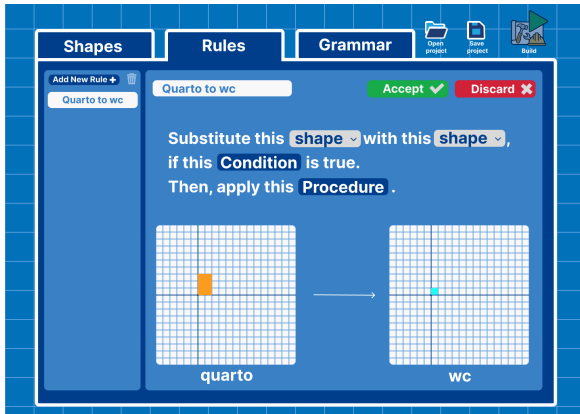 Shapes
Rules
Grammar
Open
project
Save
project
Build
Add New Rule +
Quarto to wc
Quarto to wc
Accept
Discard
Substitute this shape with this shape ,
if this Condition is true.
Then, apply this Procedure .
quarto
wc